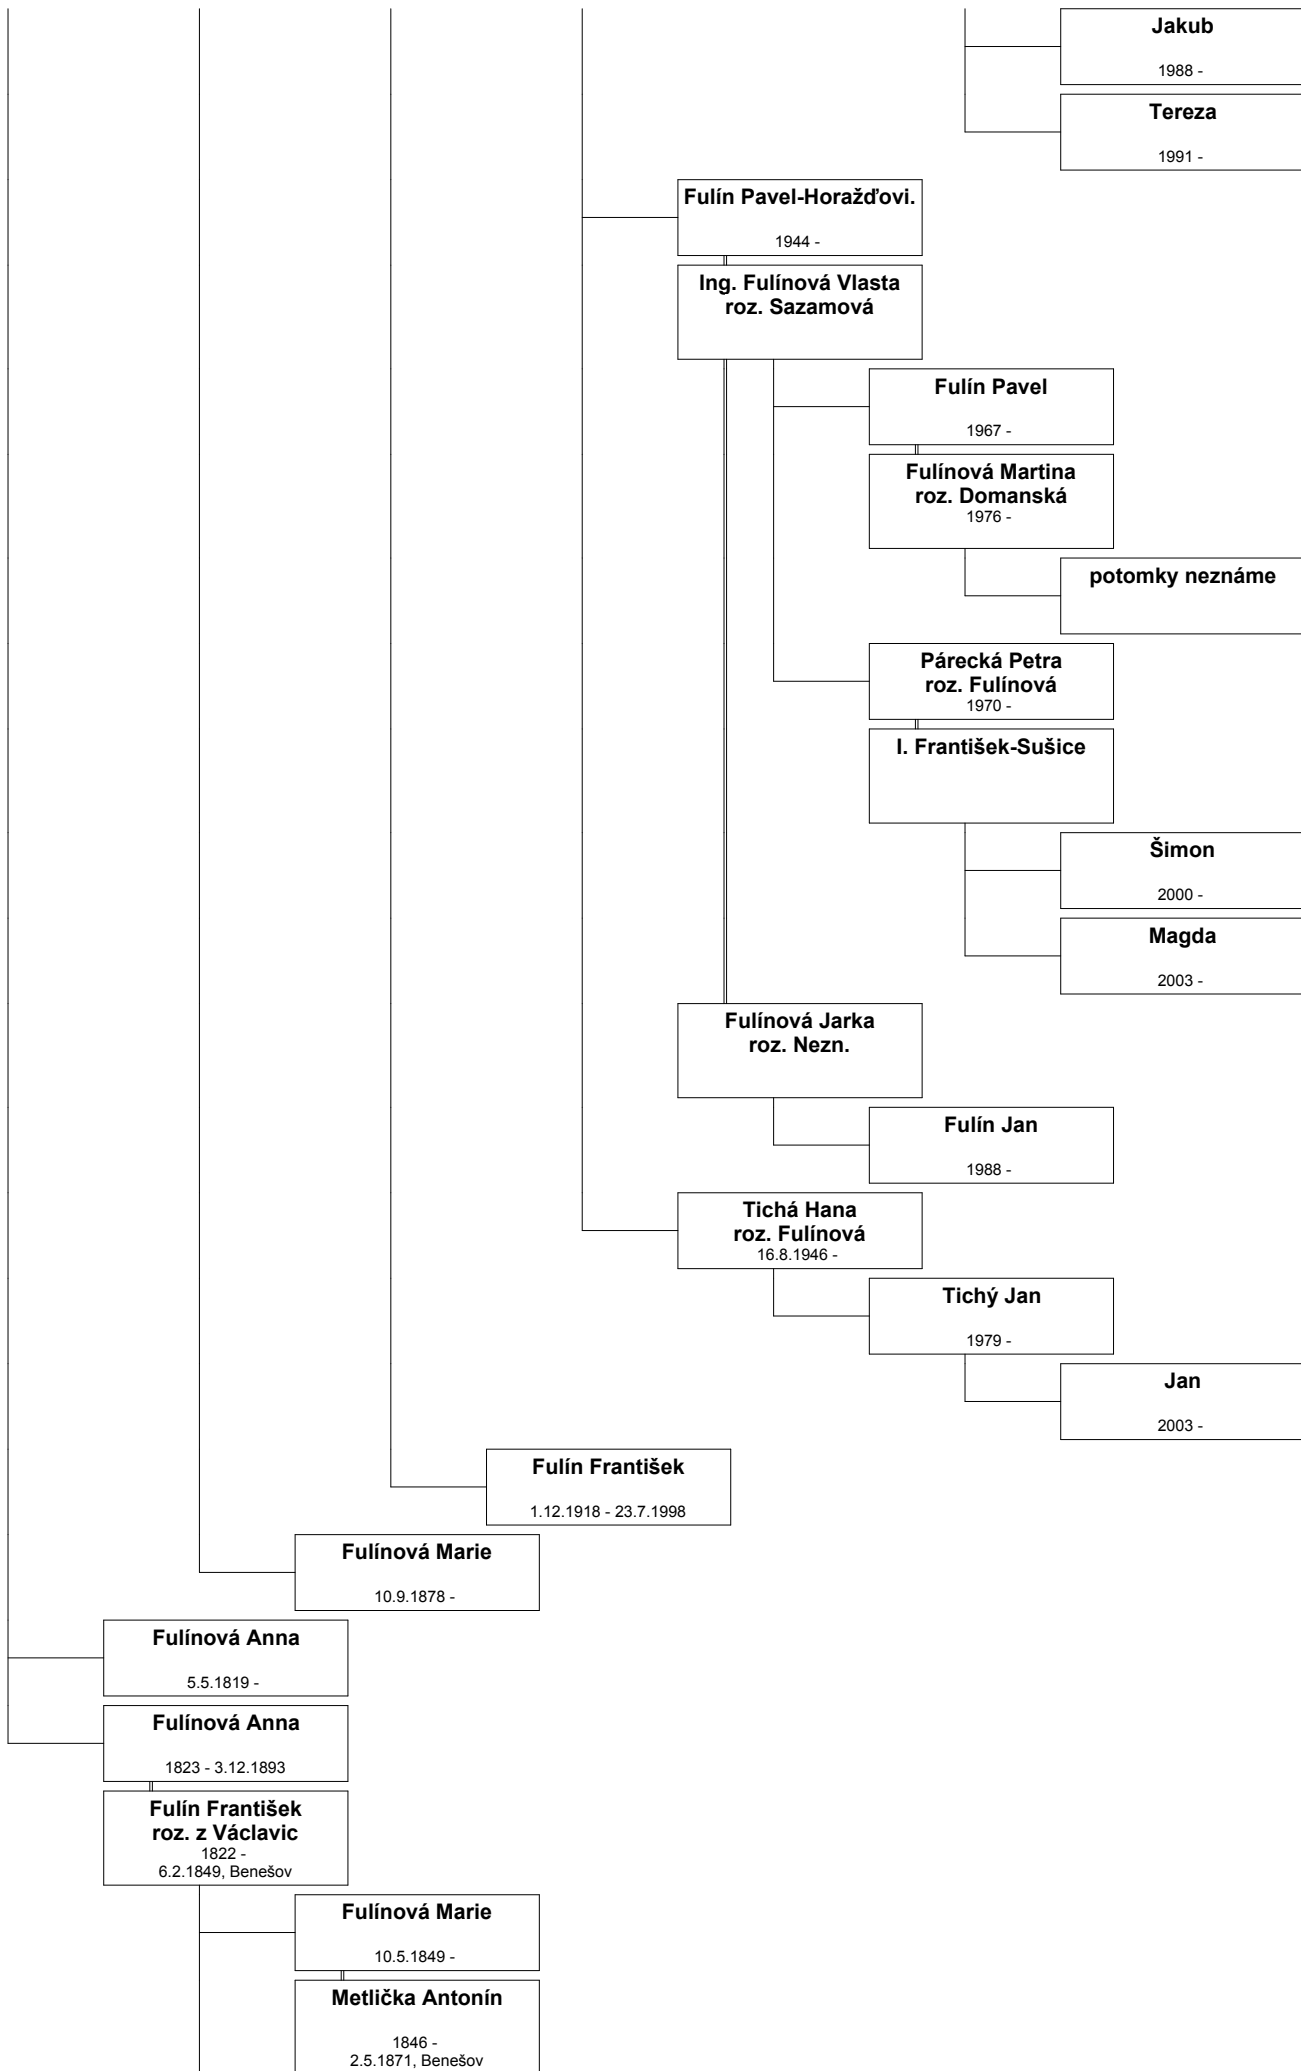 Jakub
1988 -
Tereza
1991 -
Fulín Pavel-Horažďovi.
1944 -
Ing. Fulínová Vlasta
roz. Sazamová
Fulín Pavel
1967 -
Fulínová Martina
roz. Domanská
1976 -
potomky neznáme
Párecká Petra
roz. Fulínová
1970 -
I. František-Sušice
Šimon
2000 -
Magda
2003 -
Fulínová Jarka
roz. Nezn.
Fulín Jan
1988 -
Tichá Hana
roz. Fulínová
16.8.1946 -
Tichý Jan
1979 -
Jan
2003 -
Fulín František
1.12.1918 - 23.7.1998
Fulínová Marie
10.9.1878 -
Fulínová Anna
5.5.1819 -
Fulínová Anna
1823 - 3.12.1893
Fulín František
roz. z Václavic
1822 -
6.2.1849, Benešov
Fulínová Marie
10.5.1849 -
Metlička Antonín
1846 -
2.5.1871, Benešov